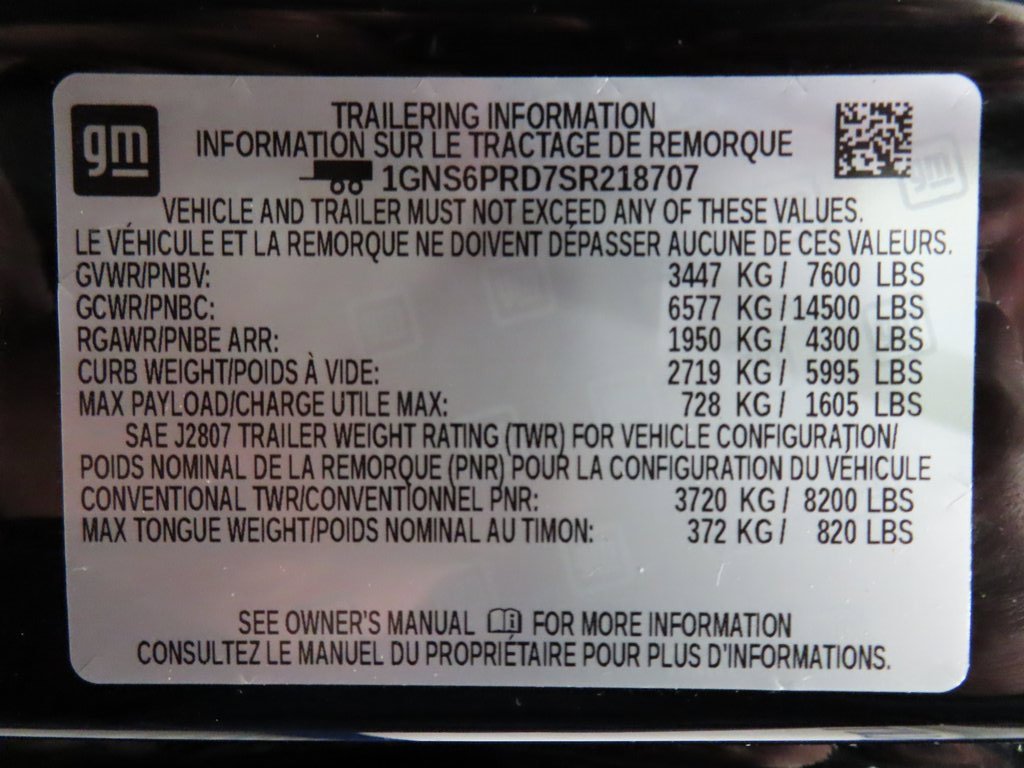 gm
TRAILERING INFORMATION
INFORMATION SUR LE TRACTAGE DE REMORQUE
1GNS6PRD7SR218707
VEHICLE AND TRAILER MUST NOT EXCEED ANY OF THESE VALUES.
LE VÉHICULE ET LA REMORQUE NE DOIVENT DÉPASSER AUCUNE DE CES VALEURS.
GVWR/PNBV: 3447 KG / 7600 LBS
GCWR/PNBC: 6577 KG / 14500 LBS
RGAWR/PNBE ARR: 1950 KG / 4300 LBS
CURB WEIGHT/POIDS À VIDE: 2719 KG / 5995 LBS
MAX PAYLOAD/CHARGE UTILE MAX: 728 KG / 1605 LBS
SAE J2807 TRAILER WEIGHT RATING (TWR) FOR VEHICLE CONFIGURATION/
POIDS NOMINAL DE LA REMORQUE (PNR) POUR LA CONFIGURATION DU VÉHICULE
CONVENTIONAL TWR/CONVENTIONNEL PNR: 3720 KG / 8200 LBS
MAX TONGUE WEIGHT/POIDS NOMINAL AU TIMON: 372 KG / 820 LBS
SEE OWNER'S MANUAL FOR MORE INFORMATION
CONSULTEZ LE MANUEL DU PROPRIÉTAIRE POUR PLUS D'INFORMATIONS.